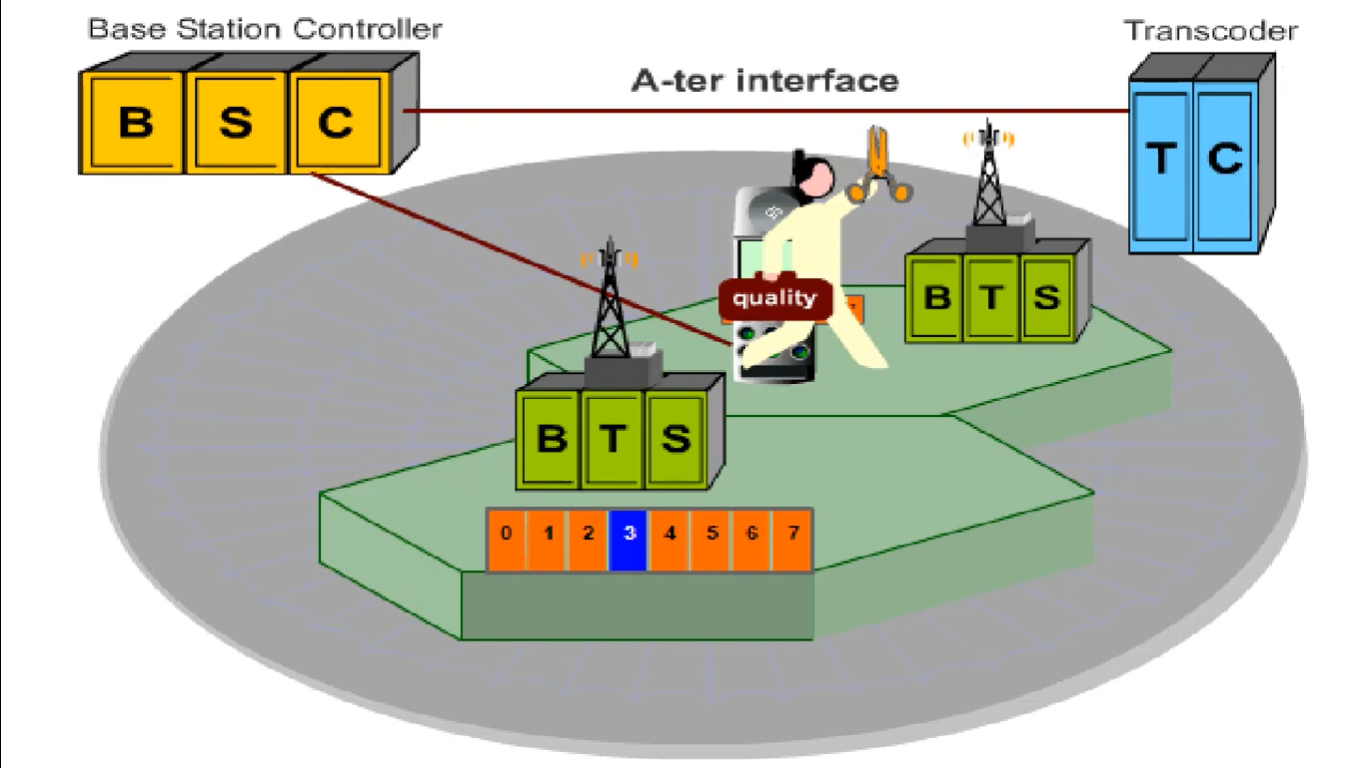 Base Station Controller
Transcoder
A-ter interface
B S C
T C
quality
B T S
B T S
0 1 2 3 4 5 6 7